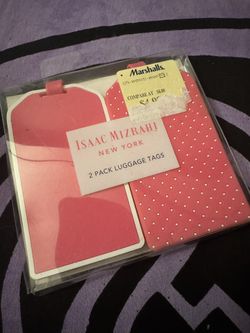 Marshalls.
COMPARE AT
ISAAC MIZRAHI
NEW YORK
2 PACK LUGGAGE TAGS